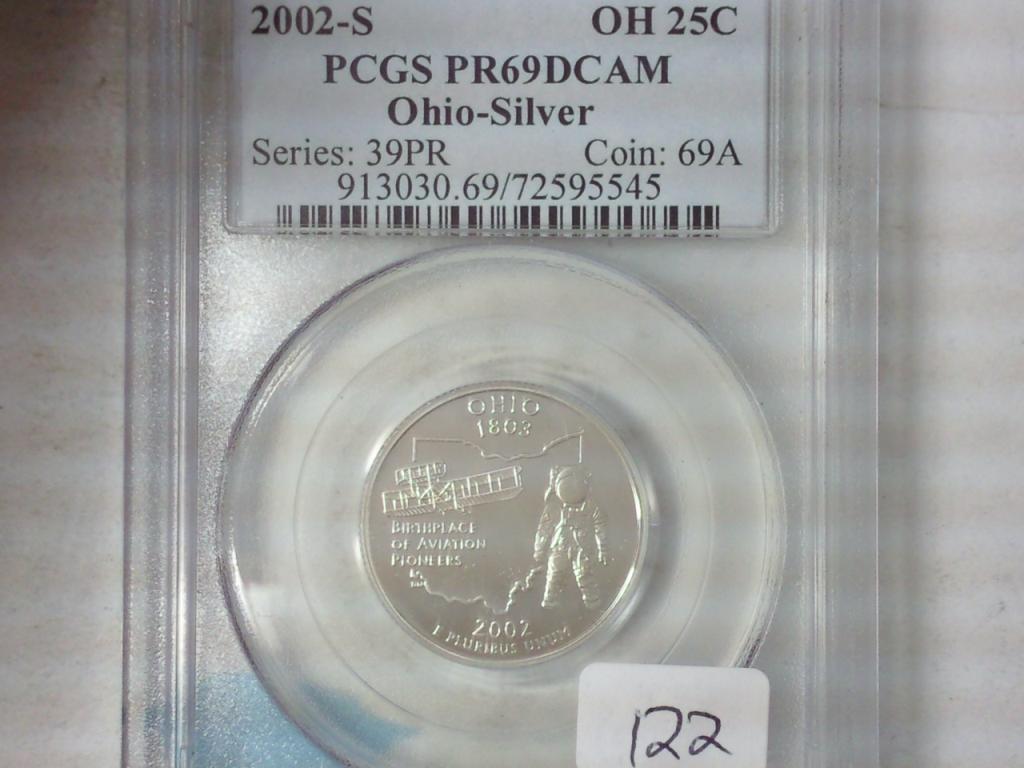 2002-S OH 25C
PCGS PR69DCAM
Ohio-Silver
Series: 39PR Coin: 69A
913030.69/72595545
OHIO
1803
BIRTHPLACE
OF AVIATION
PIONEERS
2002
E PLURIBUS UNUM
122